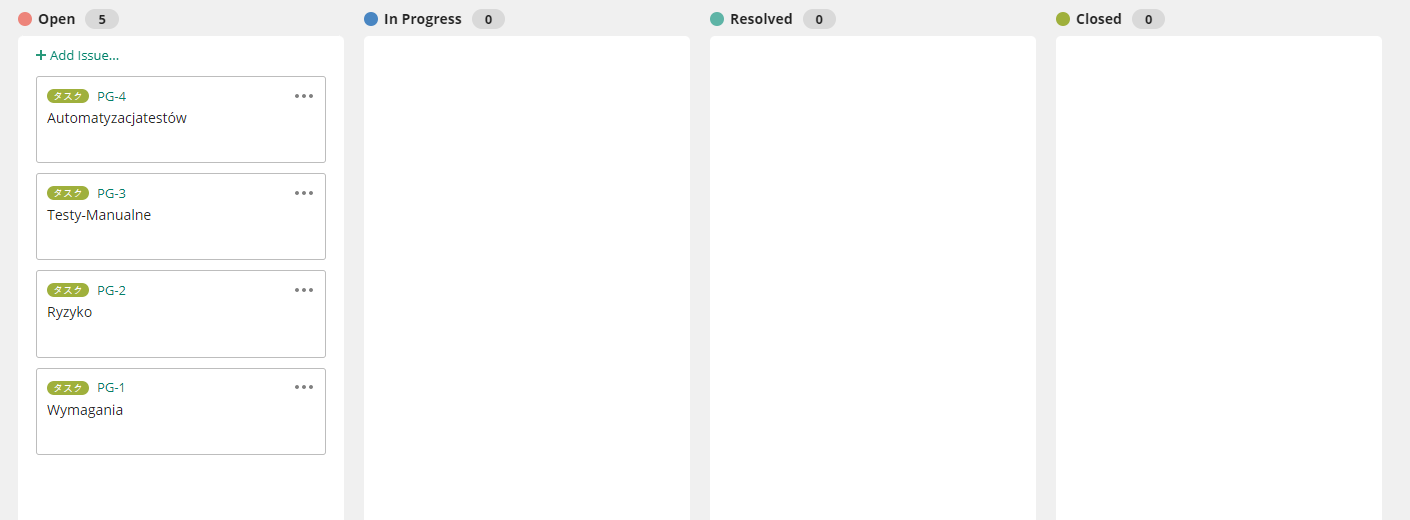 Open 5 In Progress 0 Resolved 0 Closed 0
+ Add Issue...
タスク PG-4
Automatyzacjatestów
タスク PG-3
Testy-Manualne
タスク PG-2
Ryzyko
タスク PG-1
Wymagania